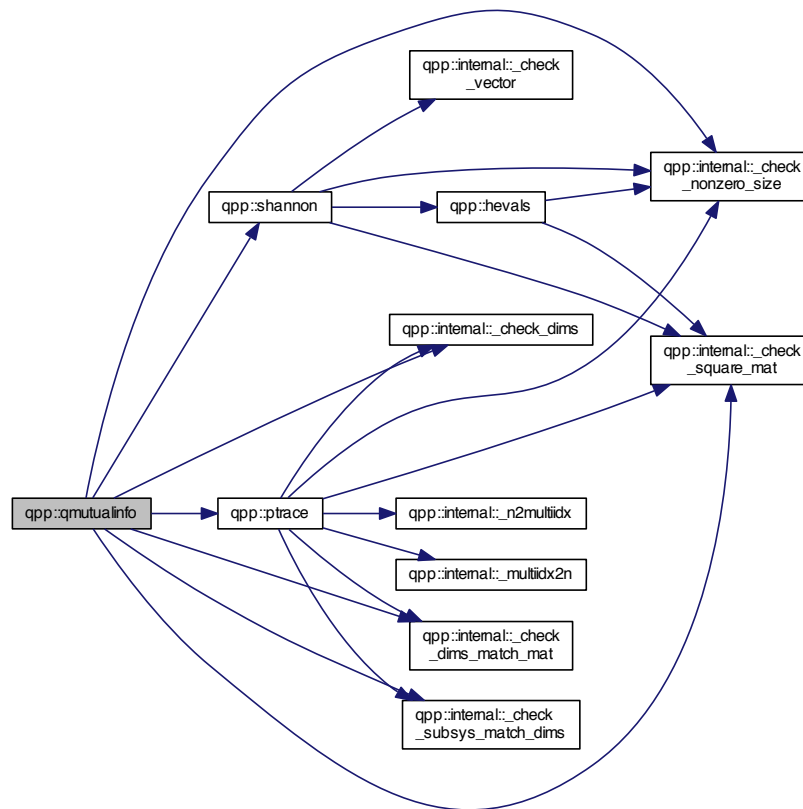 qpp::internal::_check
_vector
qpp::internal::_check
_nonzero_size
qpp::shannon
qpp::hevals
qpp::internal::_check_dims
qpp::internal::_check
_square_mat
qpp::qmutualinfo
qpp::ptrace
qpp::internal::_n2multiidx
qpp::internal::_multiidx2n
qpp::internal::_check
_dims_match_mat
qpp::internal::_check
_subsys_match_dims